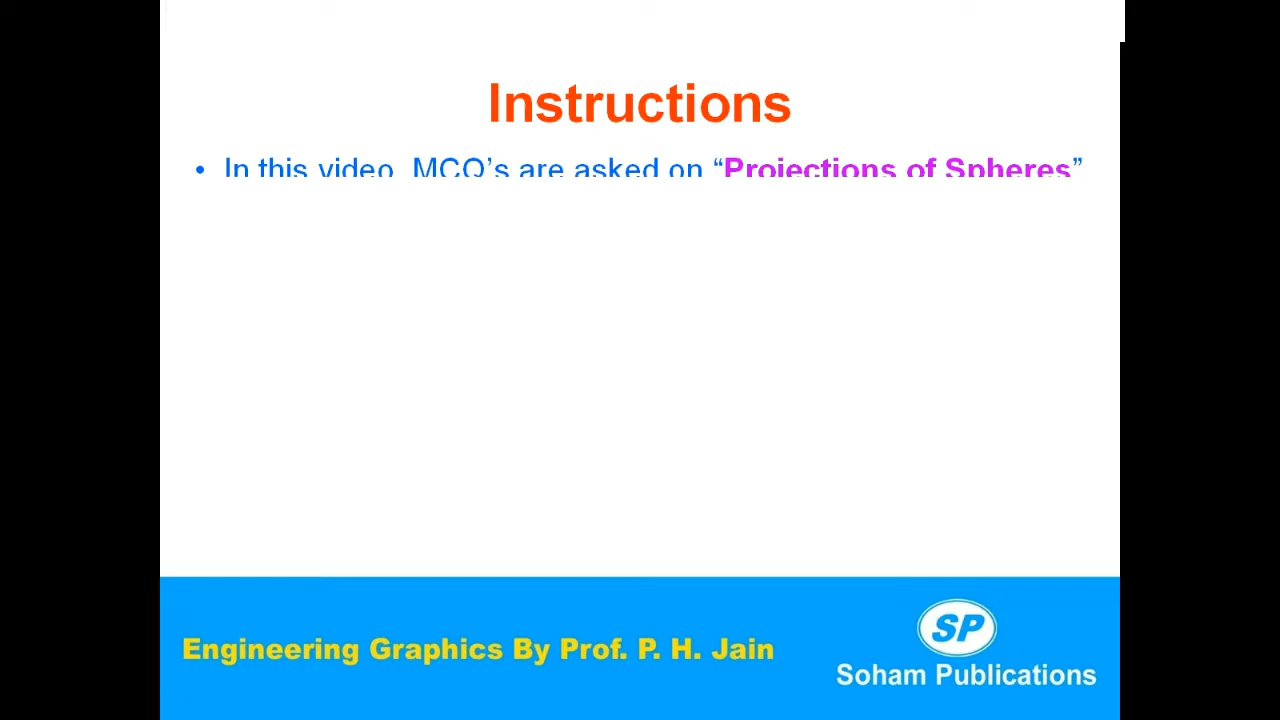 Instructions
• In this video, MCQ's are asked on “Projections of Spheres”
Engineering Graphics By Prof. P. H. Jain
SP
Soham Publications